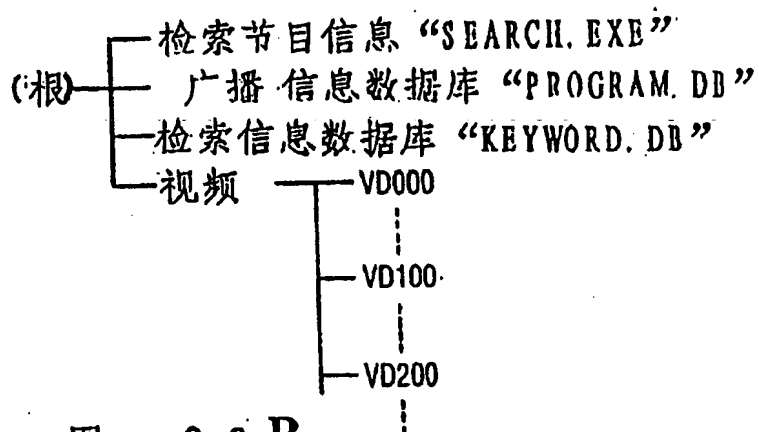 检索节目信息“SEARCH.EXE”
(根) 广播信息数据库“PROGRAM.DB”
检索信息数据库“KEYWORD.DB”
视频 VD000
VD100
VD200